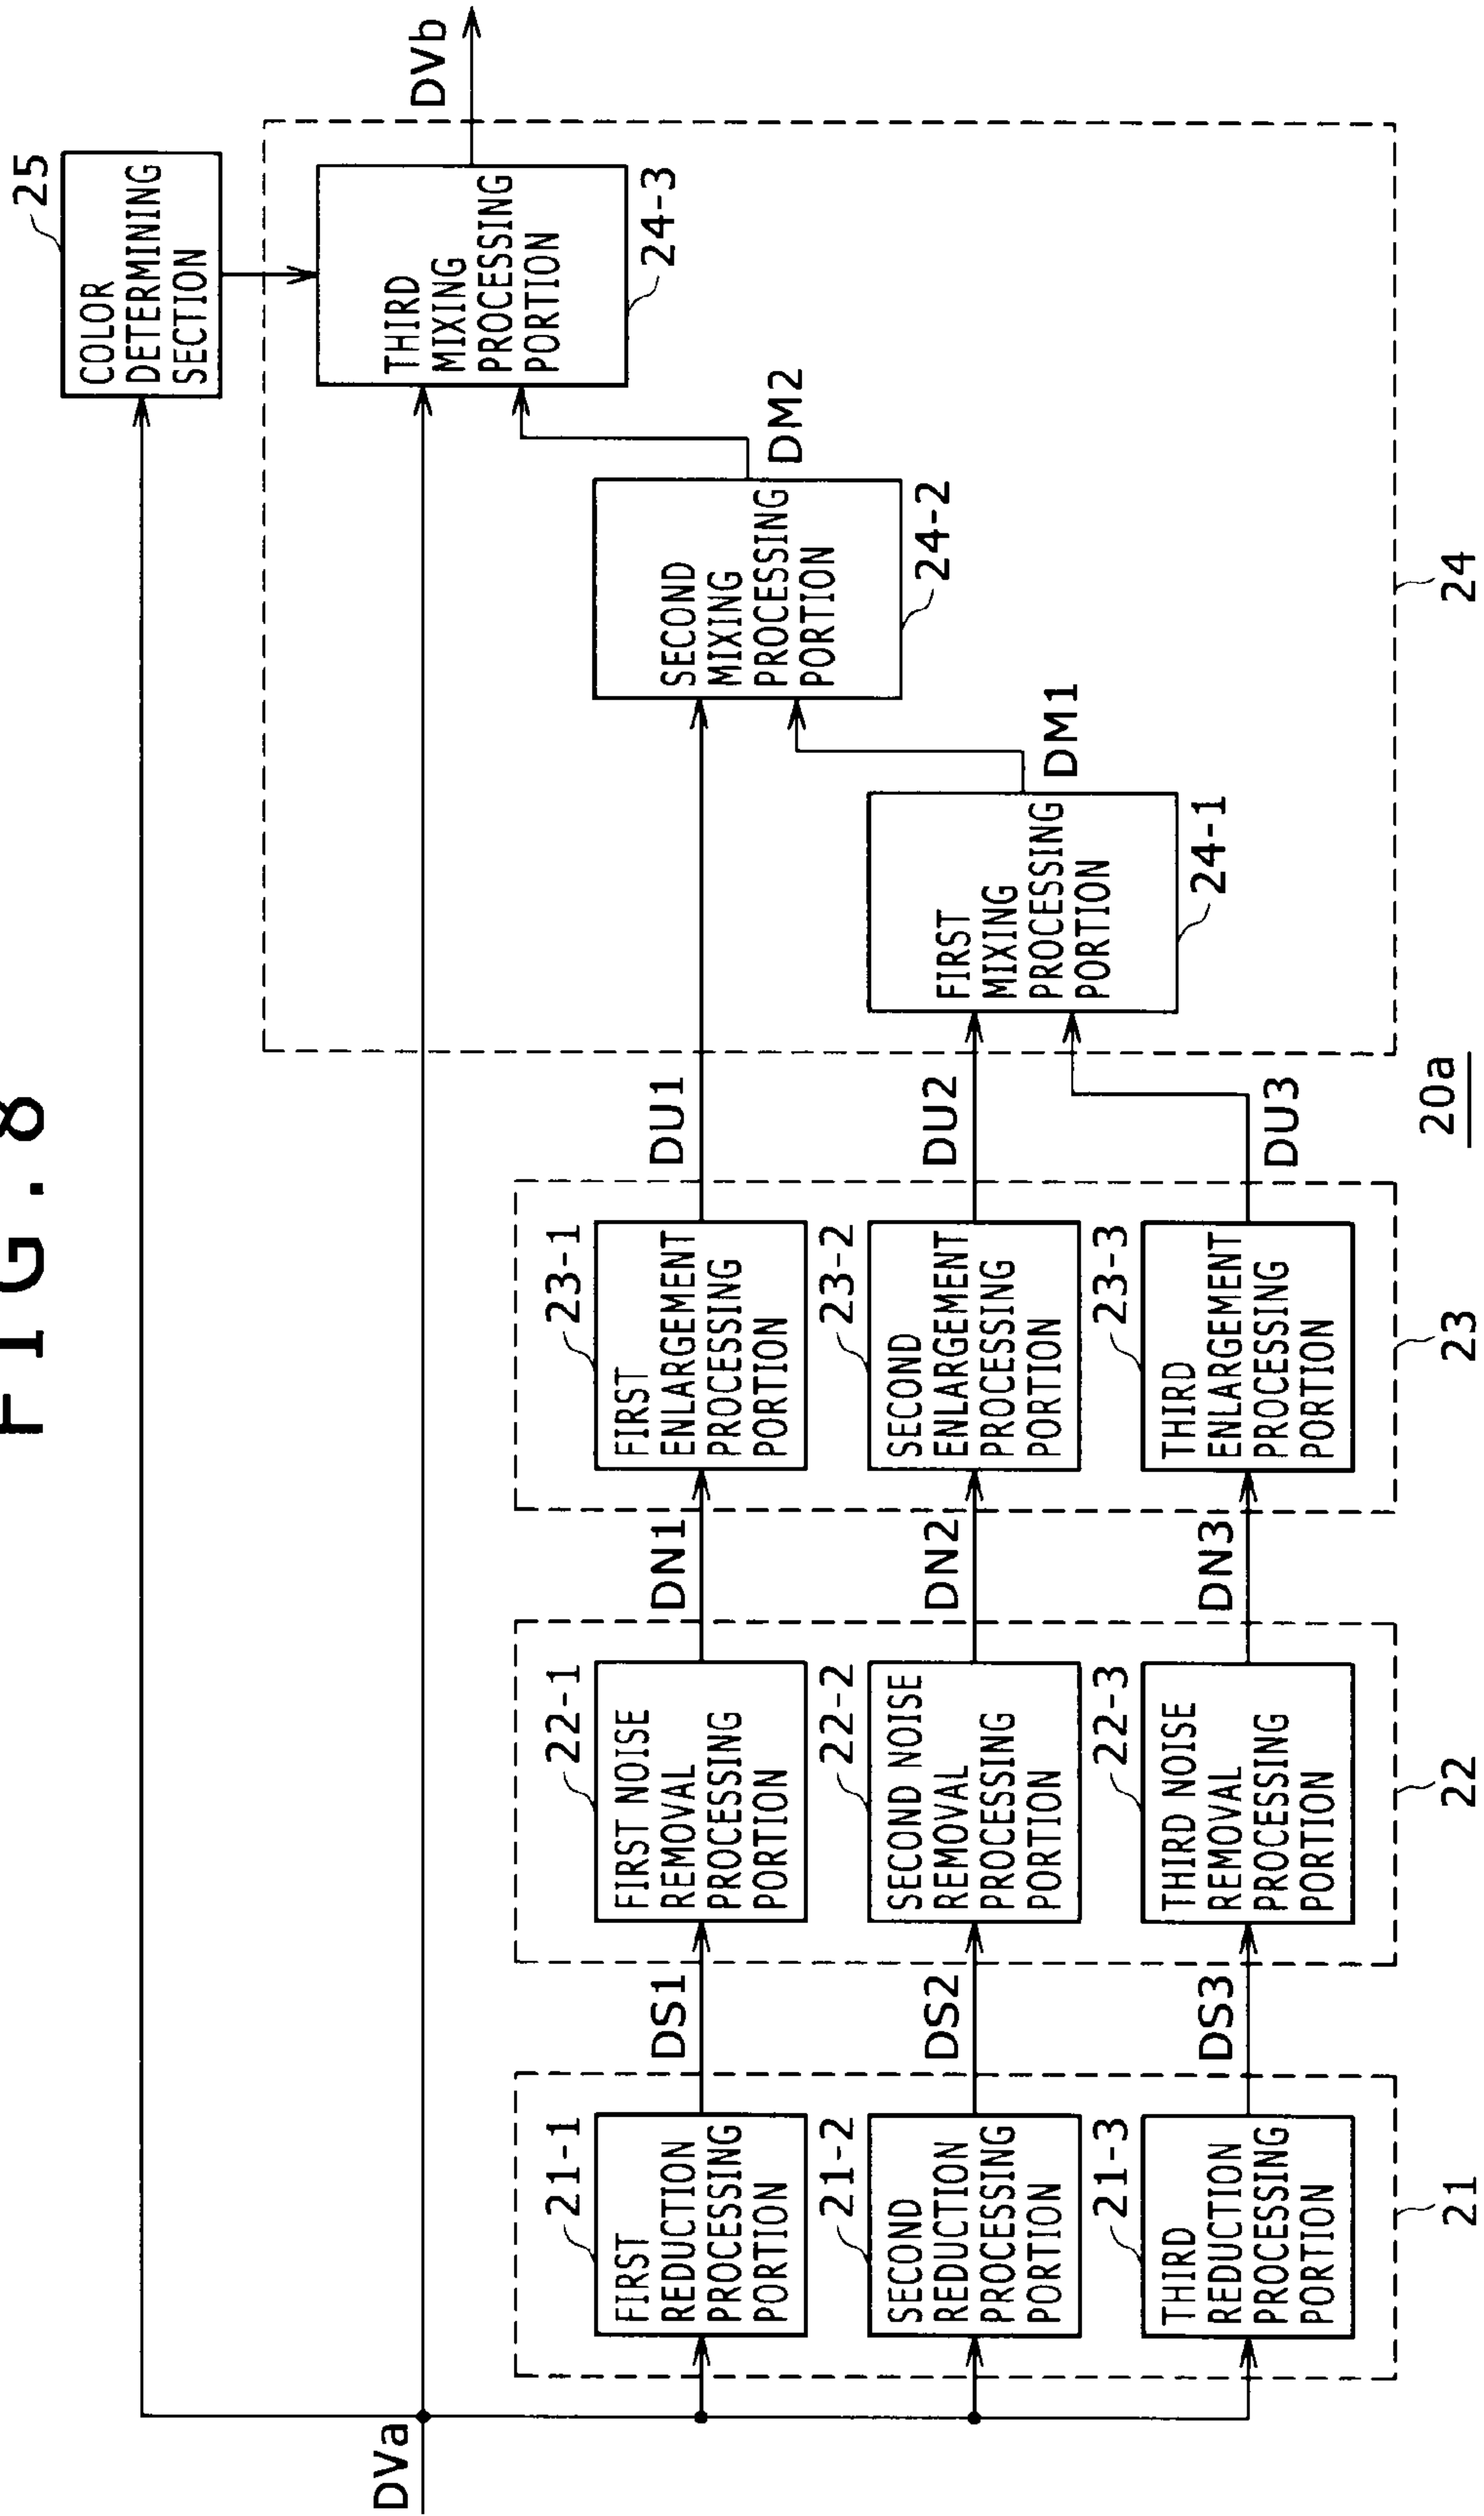 FIG. 8
DVa
25
COLOR
DETERMINING
SECTION
DVb
THIRD
MIXING
PROCESSING
PORTION
24-3
DM2
SECOND
MIXING
PROCESSING
PORTION
24-2
DM1
FIRST
MIXING
PROCESSING
PORTION
24-1
24
21-1
FIRST
REDUCTION
PROCESSING
PORTION
DS1
22-1
FIRST NOISE
REMOVAL
PROCESSING
PORTION
DN1
23-1
FIRST
ENLARGEMENT
PROCESSING
PORTION
DU1
21-2
SECOND
REDUCTION
PROCESSING
PORTION
DS2
22-2
SECOND NOISE
REMOVAL
PROCESSING
PORTION
DN2
23-2
SECOND
ENLARGEMENT
PROCESSING
PORTION
DU2
21-3
THIRD
REDUCTION
PROCESSING
PORTION
DS3
22-3
THIRD NOISE
REMOVAL
PROCESSING
PORTION
DN3
23-3
THIRD
ENLARGEMENT
PROCESSING
PORTION
DU3
21
22
23
20a